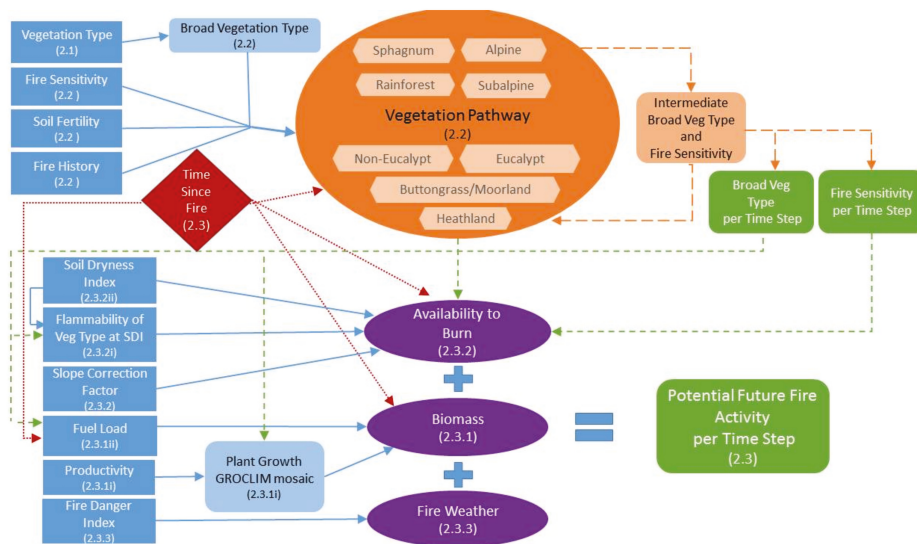 Vegetation Type
(2.1)
Broad Vegetation Type
(2.2)
Fire Sensitivity
(2.2 )
Soil Fertility
(2.2 )
Fire History
(2.2 )
Time
Since
Fire
(2.3)
Sphagnum
Alpine
Rainforest
Subalpine
Vegetation Pathway
(2.2)
Non-Eucalypt
Eucalypt
Buttongrass/Moorland
Heathland
Intermediate
Broad Veg Type
and
Fire Sensitivity
Broad Veg
Type
per Time Step
Fire Sensitivity
per Time Step
Soil Dryness
Index
(2.3.2ii)
Flammability of
Veg Type at SDI
(2.3.2i)
Slope Correction
Factor
(2.3.2)
Fuel Load
(2.3.1ii)
Productivity
(2.3.1i)
Fire Danger
Index
(2.3.3)
Plant Growth
GROCLIM mosaic
(2.3.1i)
Availability to
Burn
(2.3.2)
Biomass
(2.3.1)
Fire Weather
(2.3.3)
Potential Future Fire
Activity
per Time Step
(2.3)